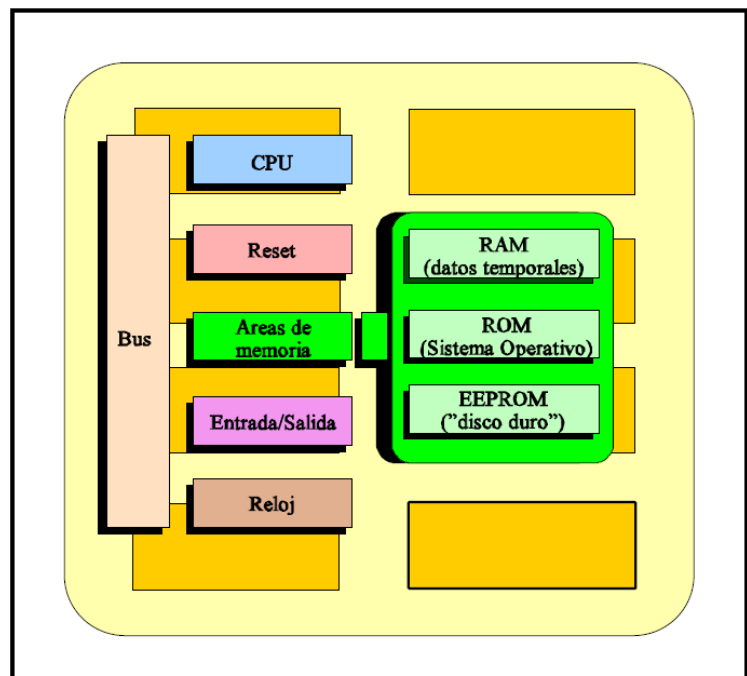 Bus
CPU
Reset
Areas de
memoria
Entrada/Salida
Reloj
RAM
(datos temporales)
ROM
(Sistema Operativo)
EEPROM
(”disco duro”)